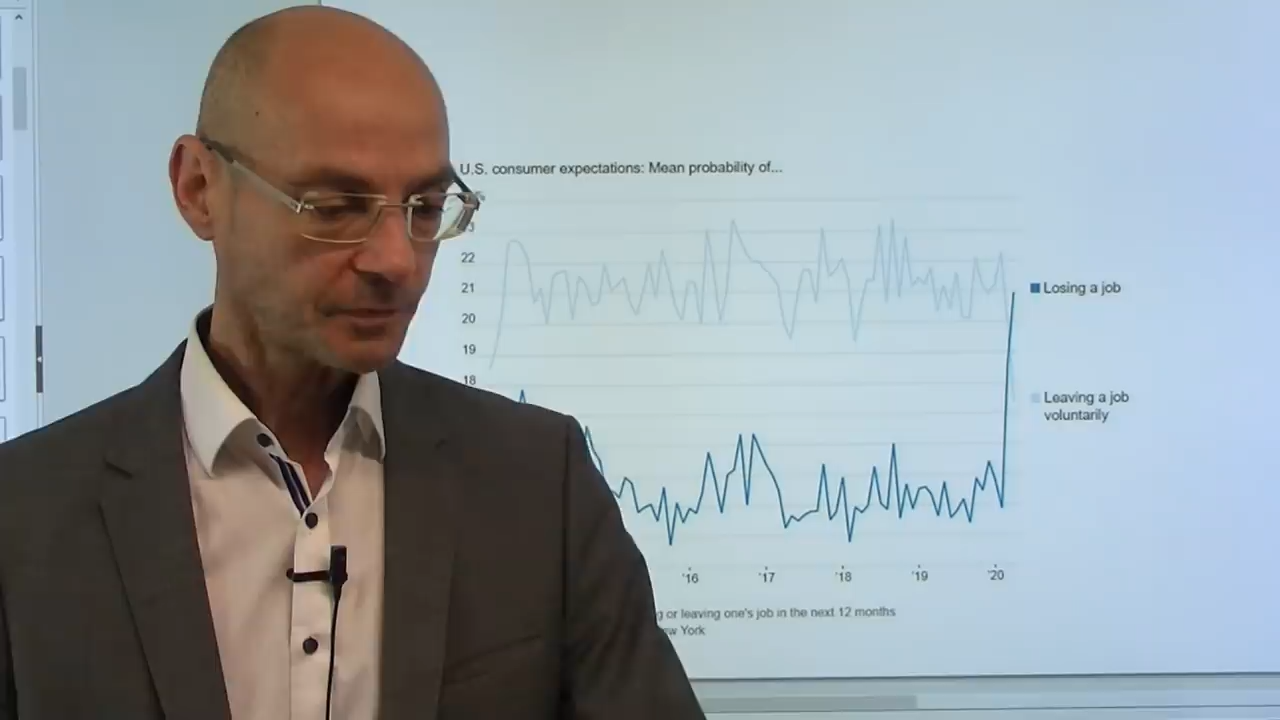 U.S. consumer expectations: Mean probability of...
22
21
20
19
18
Losing a job
Leaving a job
voluntarily
'16 '17 '18 '19 '20
or leaving one's job in the next 12 months
York